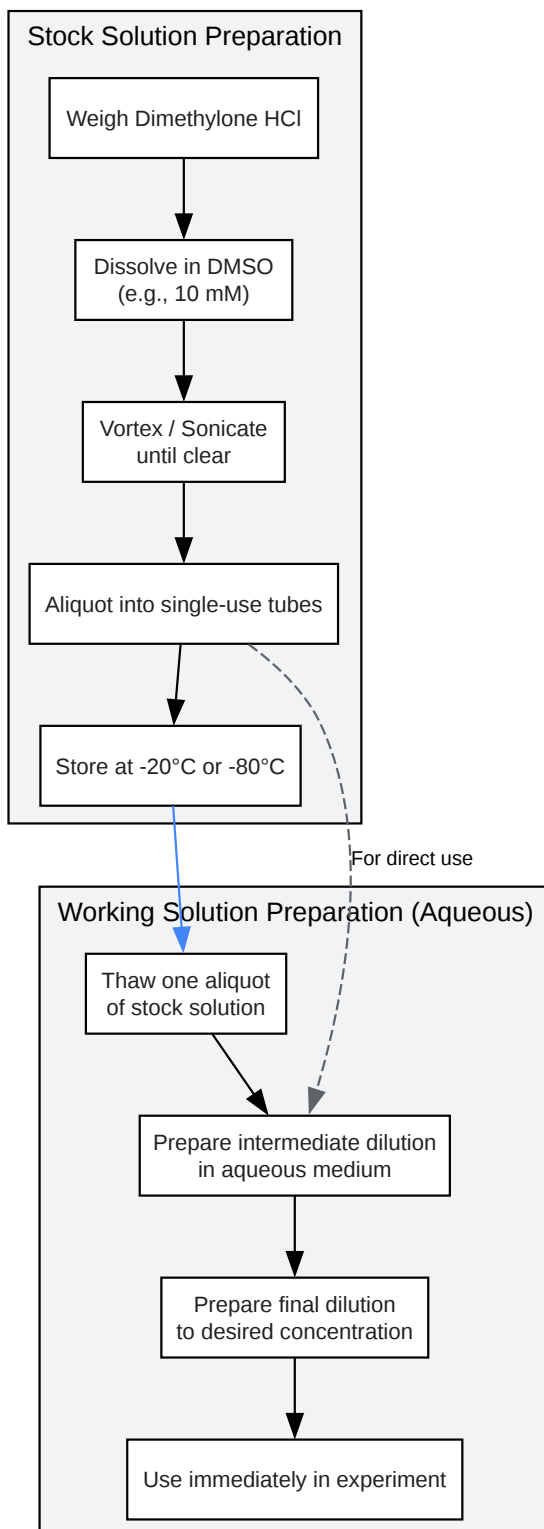 Stock Solution Preparation
Weigh Dimethylone HCl
Dissolve in DMSO
(e.g., 10 mM)
Vortex / Sonicate
until clear
Aliquot into single-use tubes
Store at -20°C or -80°C
For direct use
Working Solution Preparation (Aqueous)
Thaw one aliquot
of stock solution
Prepare intermediate dilution
in aqueous medium
Prepare final dilution
to desired concentration
Use immediately in experiment